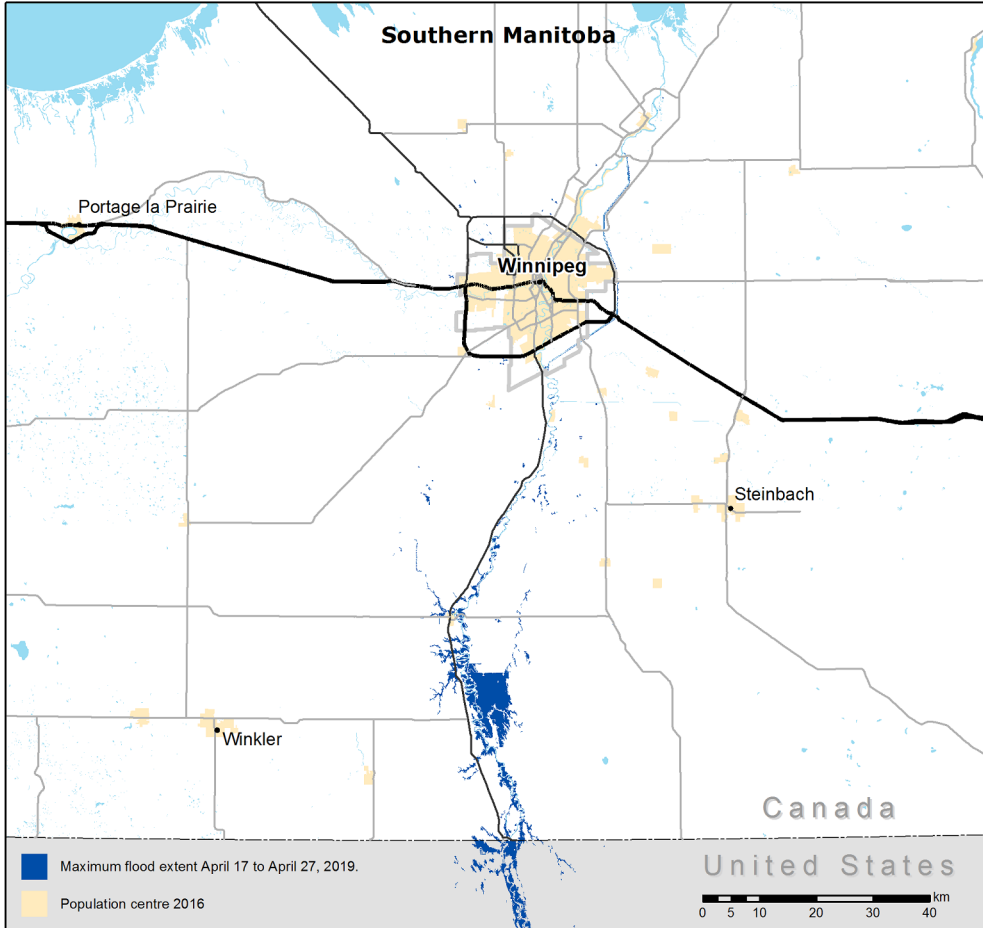 Southern Manitoba
Portage la Prairie
Winnipeg
Steinbach
Winkler
Canada
United States
Maximum flood extent April 17 to April 27, 2019.
Population centre 2016
km
0 5 10 20 30 40